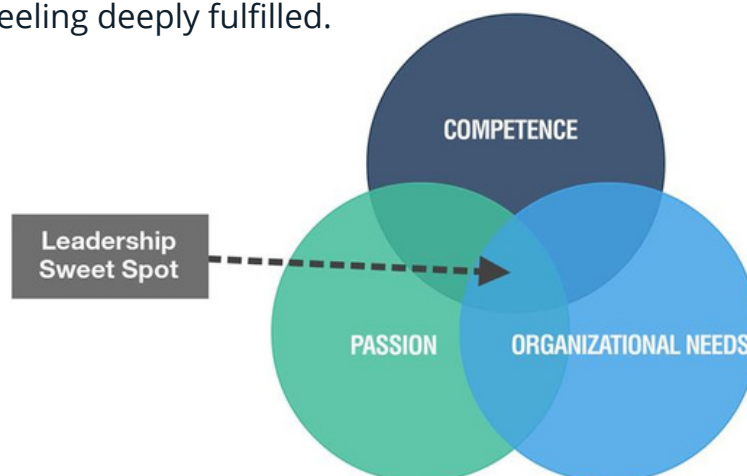 eeling deeply fulfilled.
COMPETENCE
Leadership
Sweet Spot
PASSION
ORGANIZATIONAL NEEDS